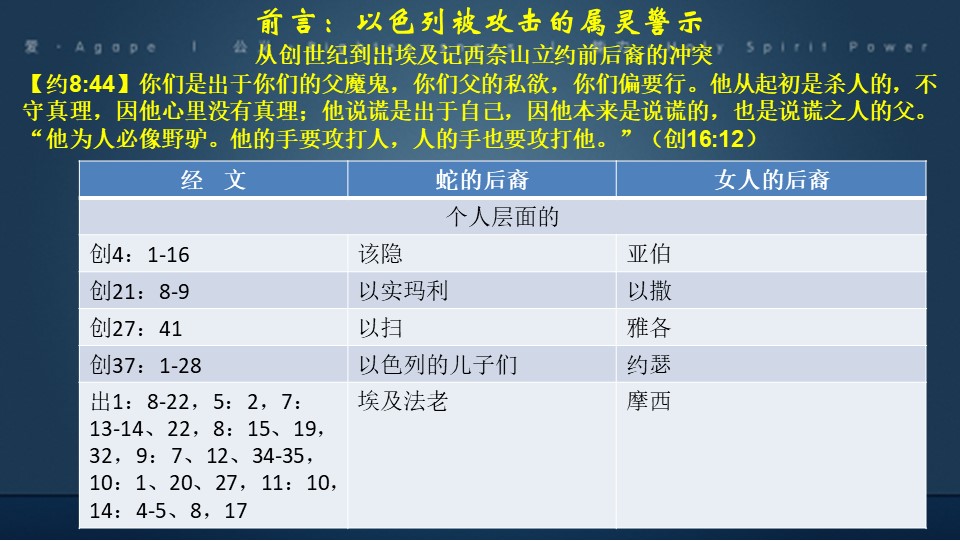 前言：以色列被攻击的属灵警示
爱·Agape | 公 Spirit Power
从创世纪到出埃及记西奈山立约前后裔的冲突
【约8:44】你们是出于你们的父魔鬼，你们父的私欲，你们偏要行。他从起初是杀人的，不
守真理，因他心里没有真理；他说谎是出于自己，因他本来是说谎的，也是说谎之人的父。
“他为人必像野驴。他的手要攻打人，人的手也要攻打他。”（创16:12）
经 文 蛇的后裔 女人的后裔
个人层面的
创4：1-16 该隐 亚伯
创21：8-9 以实玛利 以撒
创27：41 以扫 雅各
创37：1-28 以色列的儿子们 约瑟
出1：8-22，5：2，7： 埃及法老 摩西
13-14、22，8：15、19，
32，9：7、12、34-35，
10：1、20、27，11：10，
14：4-5、8，17